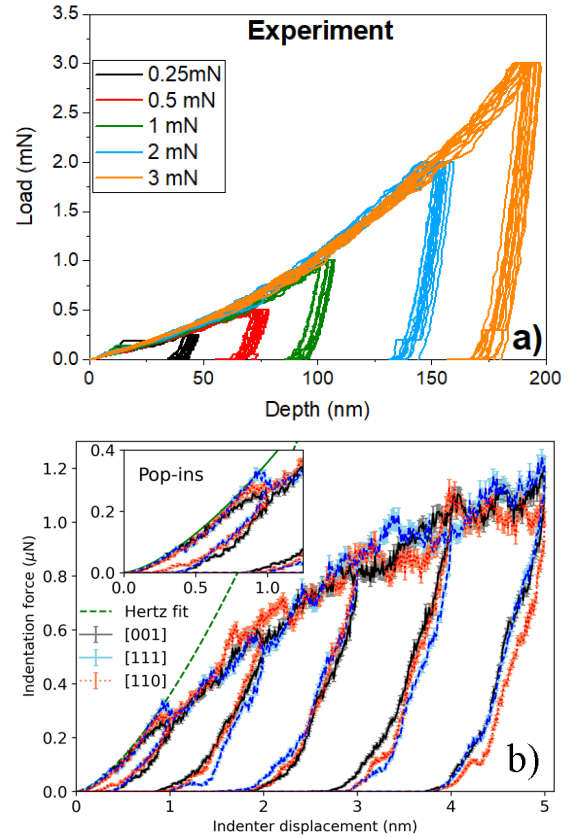 Experiment
3.5
3.0
2.5
2.0
1.5
1.0
0.5
0.0
Load (mN)
0.25mN
0.5 mN
1 mN
2 mN
3 mN
a)
0
50
100
150
200
Depth (nm)
1.2
1.0
0.8
0.6
0.4
0.2
0.0
Indentation force (μN)
0.4
0.2
0.0
Pop-ins
0.0
0.5
1.0
Hertz fit
[001]
[111]
[110]
b)
0
1
2
3
4
5
Indenter displacement (nm)